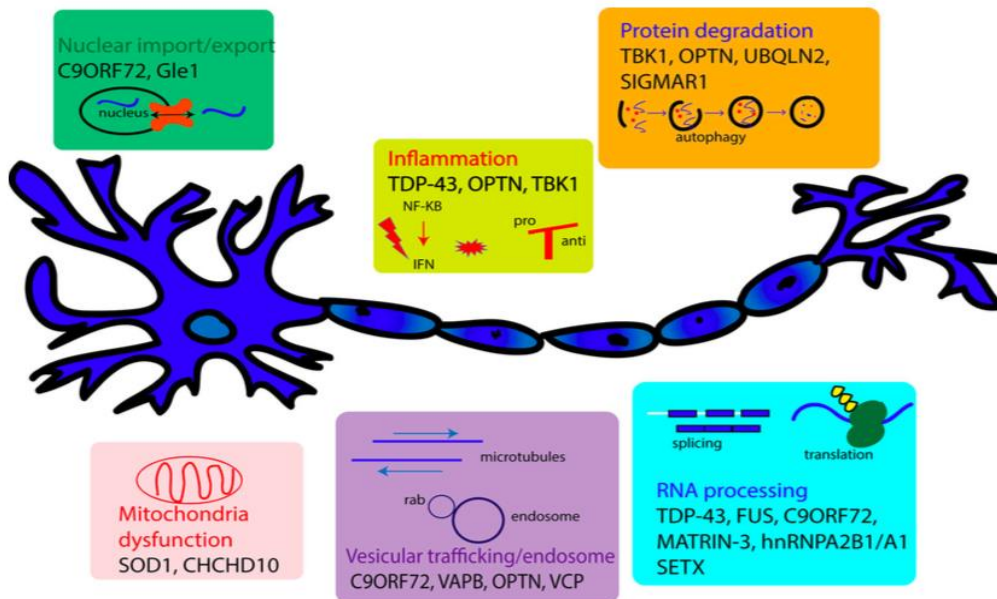 Nuclear import/export
C9ORF72, Gle1
nucleus
Protein degradation
TBK1, OPTN, UBQLN2,
SIGMAR1
autophagy
Inflammation
TDP-43, OPTN, TBK1
NF-KB
IFN
pro
anti
Mitochondria
dysfunction
SOD1, CHCHD10
microtubules
rab
endosome
Vesicular trafficking/endosome
C9ORF72, VAPB, OPTN, VCP
splicing
translation
RNA processing
TDP-43, FUS, C9ORF72,
MATRIN-3, hnRNPA2B1/A1
SETX